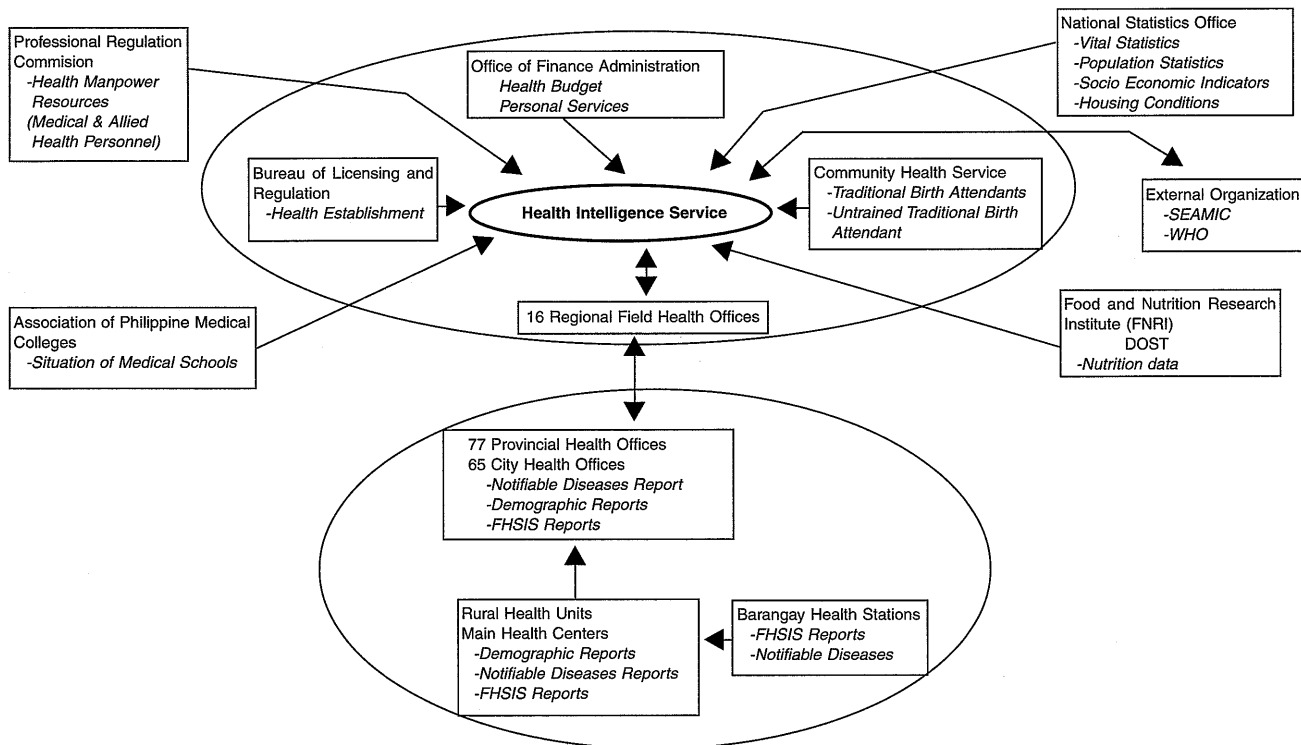 Professional Regulation
Commision
-Health Manpower
Resources
(Medical & Allied
Health Personnel)
Office of Finance Administration
Health Budget
Personal Services
National Statistics Office
-Vital Statistics
-Population Statistics
-Socio Economic Indicators
-Housing Conditions
Bureau of Licensing and
Regulation
-Health Establishment
Health Intelligence Service
Community Health Service
-Traditional Birth Attendants
-Untrained Traditional Birth
Attendant
External Organization
-SEAMIC
-WHO
Association of Philippine Medical
Colleges
-Situation of Medical Schools
16 Regional Field Health Offices
Food and Nutrition Research
Institute (FNRI)
DOST
-Nutrition data
77 Provincial Health Offices
65 City Health Offices
-Notifiable Diseases Report
-Demographic Reports
-FHSIS Reports
Rural Health Units
Main Health Centers
-Demographic Reports
-Notifiable Diseases Reports
-FHSIS Reports
Barangay Health Stations
-FHSIS Reports
-Notifiable Diseases